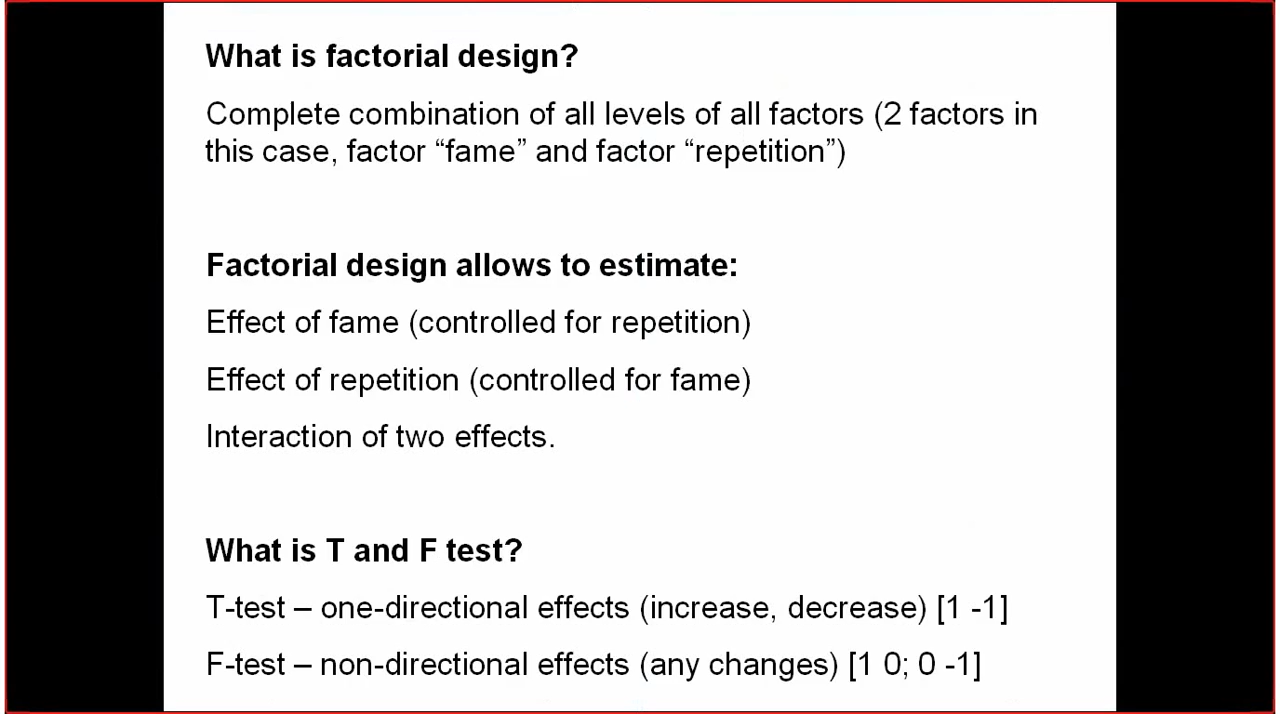 What is factorial design?
Complete combination of all levels of all factors (2 factors in
this case, factor “fame” and factor “repetition”)
Factorial design allows to estimate:
Effect of fame (controlled for repetition)
Effect of repetition (controlled for fame)
Interaction of two effects.
What is T and F test?
T-test – one-directional effects (increase, decrease) [1 -1]
F-test – non-directional effects (any changes) [1 0; 0 -1]